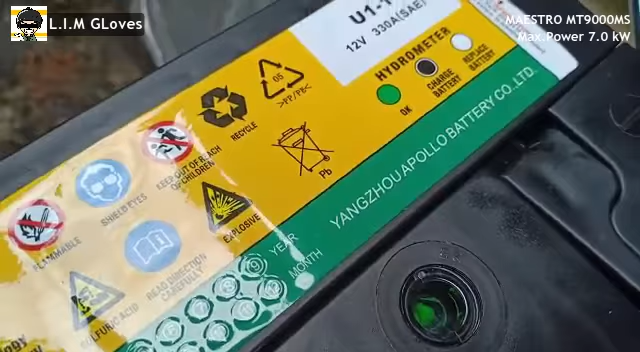 L.I.M GLoves
MAESTRO MT9000MS
Max.Power 7.0 kW
12V 330A(SAE)
HYDROMETER
OK
CHARGE
BATTERY
REPLACE
BATTERY
05
>PP/PE<
RECYCLE
Pb
KEEP OUT OF REACH
OF CHILDREN
SHIELD EYES
FLAMMABLE
EXPLOSIVE
READ DIRECTION
CAREFULLY
SULFURIC ACID
YEAR
MONTH
YANGZHOU APOLLO BATTERY CO.,LTD.